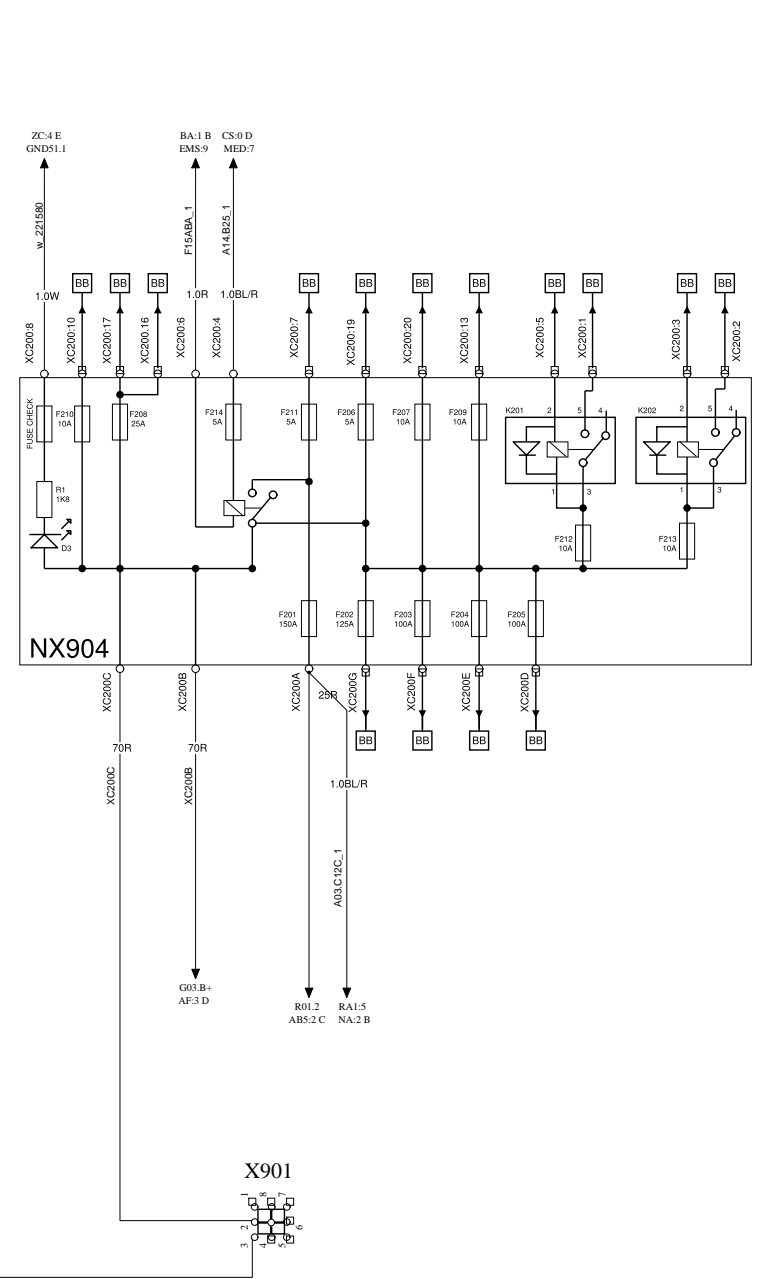 ZC:4 E
GND51.1
BA:1 B
EMS:9
CS:0 D
MED:7
w_221580
F15ABA_1
A14.B25_1
1.0W
1.0R
1.0BL/R
BB
BB
BB
BB
BB
BB
BB
BB
BB
BB
BB
XC200:8
XC200:10
XC200:17
XC200.16
XC200:6
XC200:4
XC200:7
XC200:19
XC200:20
XC200:13
XC200:5
XC200:1
XC200:3
XC200:2
FUSE CHECK
F210
10A
F208
25A
F214
5A
F211
5A
F206
5A
F207
10A
F209
10A
K201
2
5
4
1
3
K202
2
5
4
1
3
R1
1K8
D3
F212
10A
F213
10A
F201
150A
F202
125A
F203
100A
F204
100A
F205
100A
NX904
XC200C
XC200B
XC200A
25R
XC200G
XC200F
XC200E
XC200D
BB
BB
BB
BB
70R
70R
XC200C
XC200B
1.0BL/R
A03.C12C_1
G03.B+
AF:3 D
R01.2
AB5:2 C
RA1:5
NA:2 B
X901
1
8
7
2
6
3
4
5